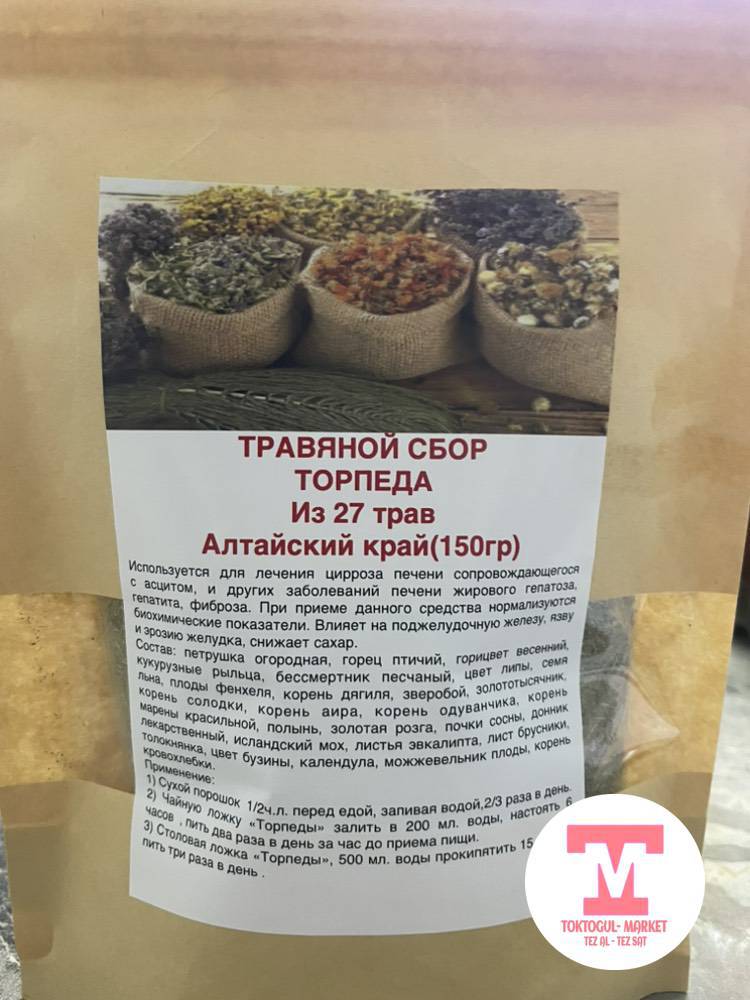 ТРАВЯНОЙ СБОР
ТОРПЕДА
Из 27 трав
Алтайский край(150гр)
Используется для лечения цирроза печени сопровождающегося
с асцитом, и других заболеваний печени жирового гепатоза,
гепатита, фиброза. При приеме данного средства нормализуются
биохимические показатели. Влияет на поджелудочную железу, язву
и эрозию желудка, снижает сахар.
Состав: петрушка огородная, горец птичий, горицвет весенний,
кукурузные рыльца, бессмертник песчаный, цвет липы, семя
льна, плоды фенхеля, корень дягиля, зверобой, золототысячник,
корень солодки, корень аира, корень одуванчика, корень
марены красильной, полынь, золотая розга, почки сосны, донник
лекарственный, исландский мох, листья эвкалипта, лист брусники,
толокнянка, цвет бузины, календула, можжевельник плоды, корень
кровохлебки.
Применение:
1) Сухой порошок 1/2ч.л. перед едой, запивая водой,2/3 раза в день.
2) Чайную ложку «Торпеды» залить в 200 мл. воды, настоять 6
часов , пить два раза в день за час до приема пищи.
3) Столовая ложка «Торпеды», 500 мл. воды прокипятить 15
пить три раза в день .
TM
TOKTOGUL- MARKET
TEZ AL - TEZ SAT